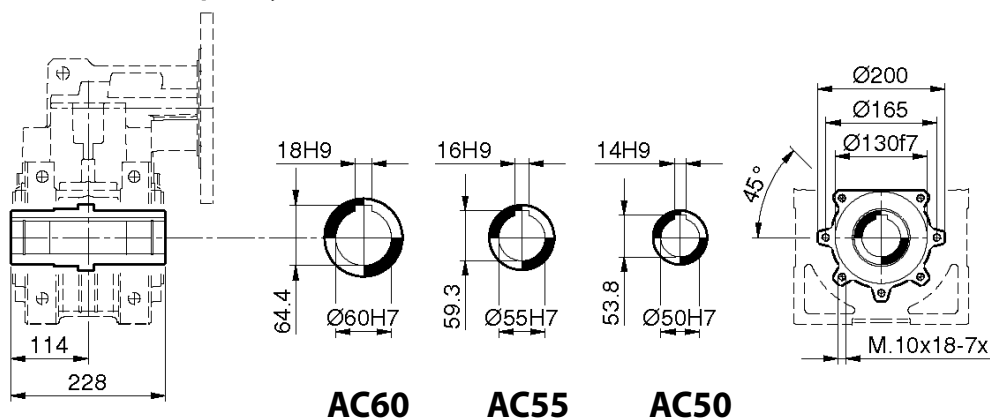 Ø200
Ø165
Ø130f7
18H9
16H9
14H9
45°
64.4
59.3
53.8
Ø60H7
Ø55H7
Ø50H7
114
228
M.10x18-7x
AC60
AC55
AC50